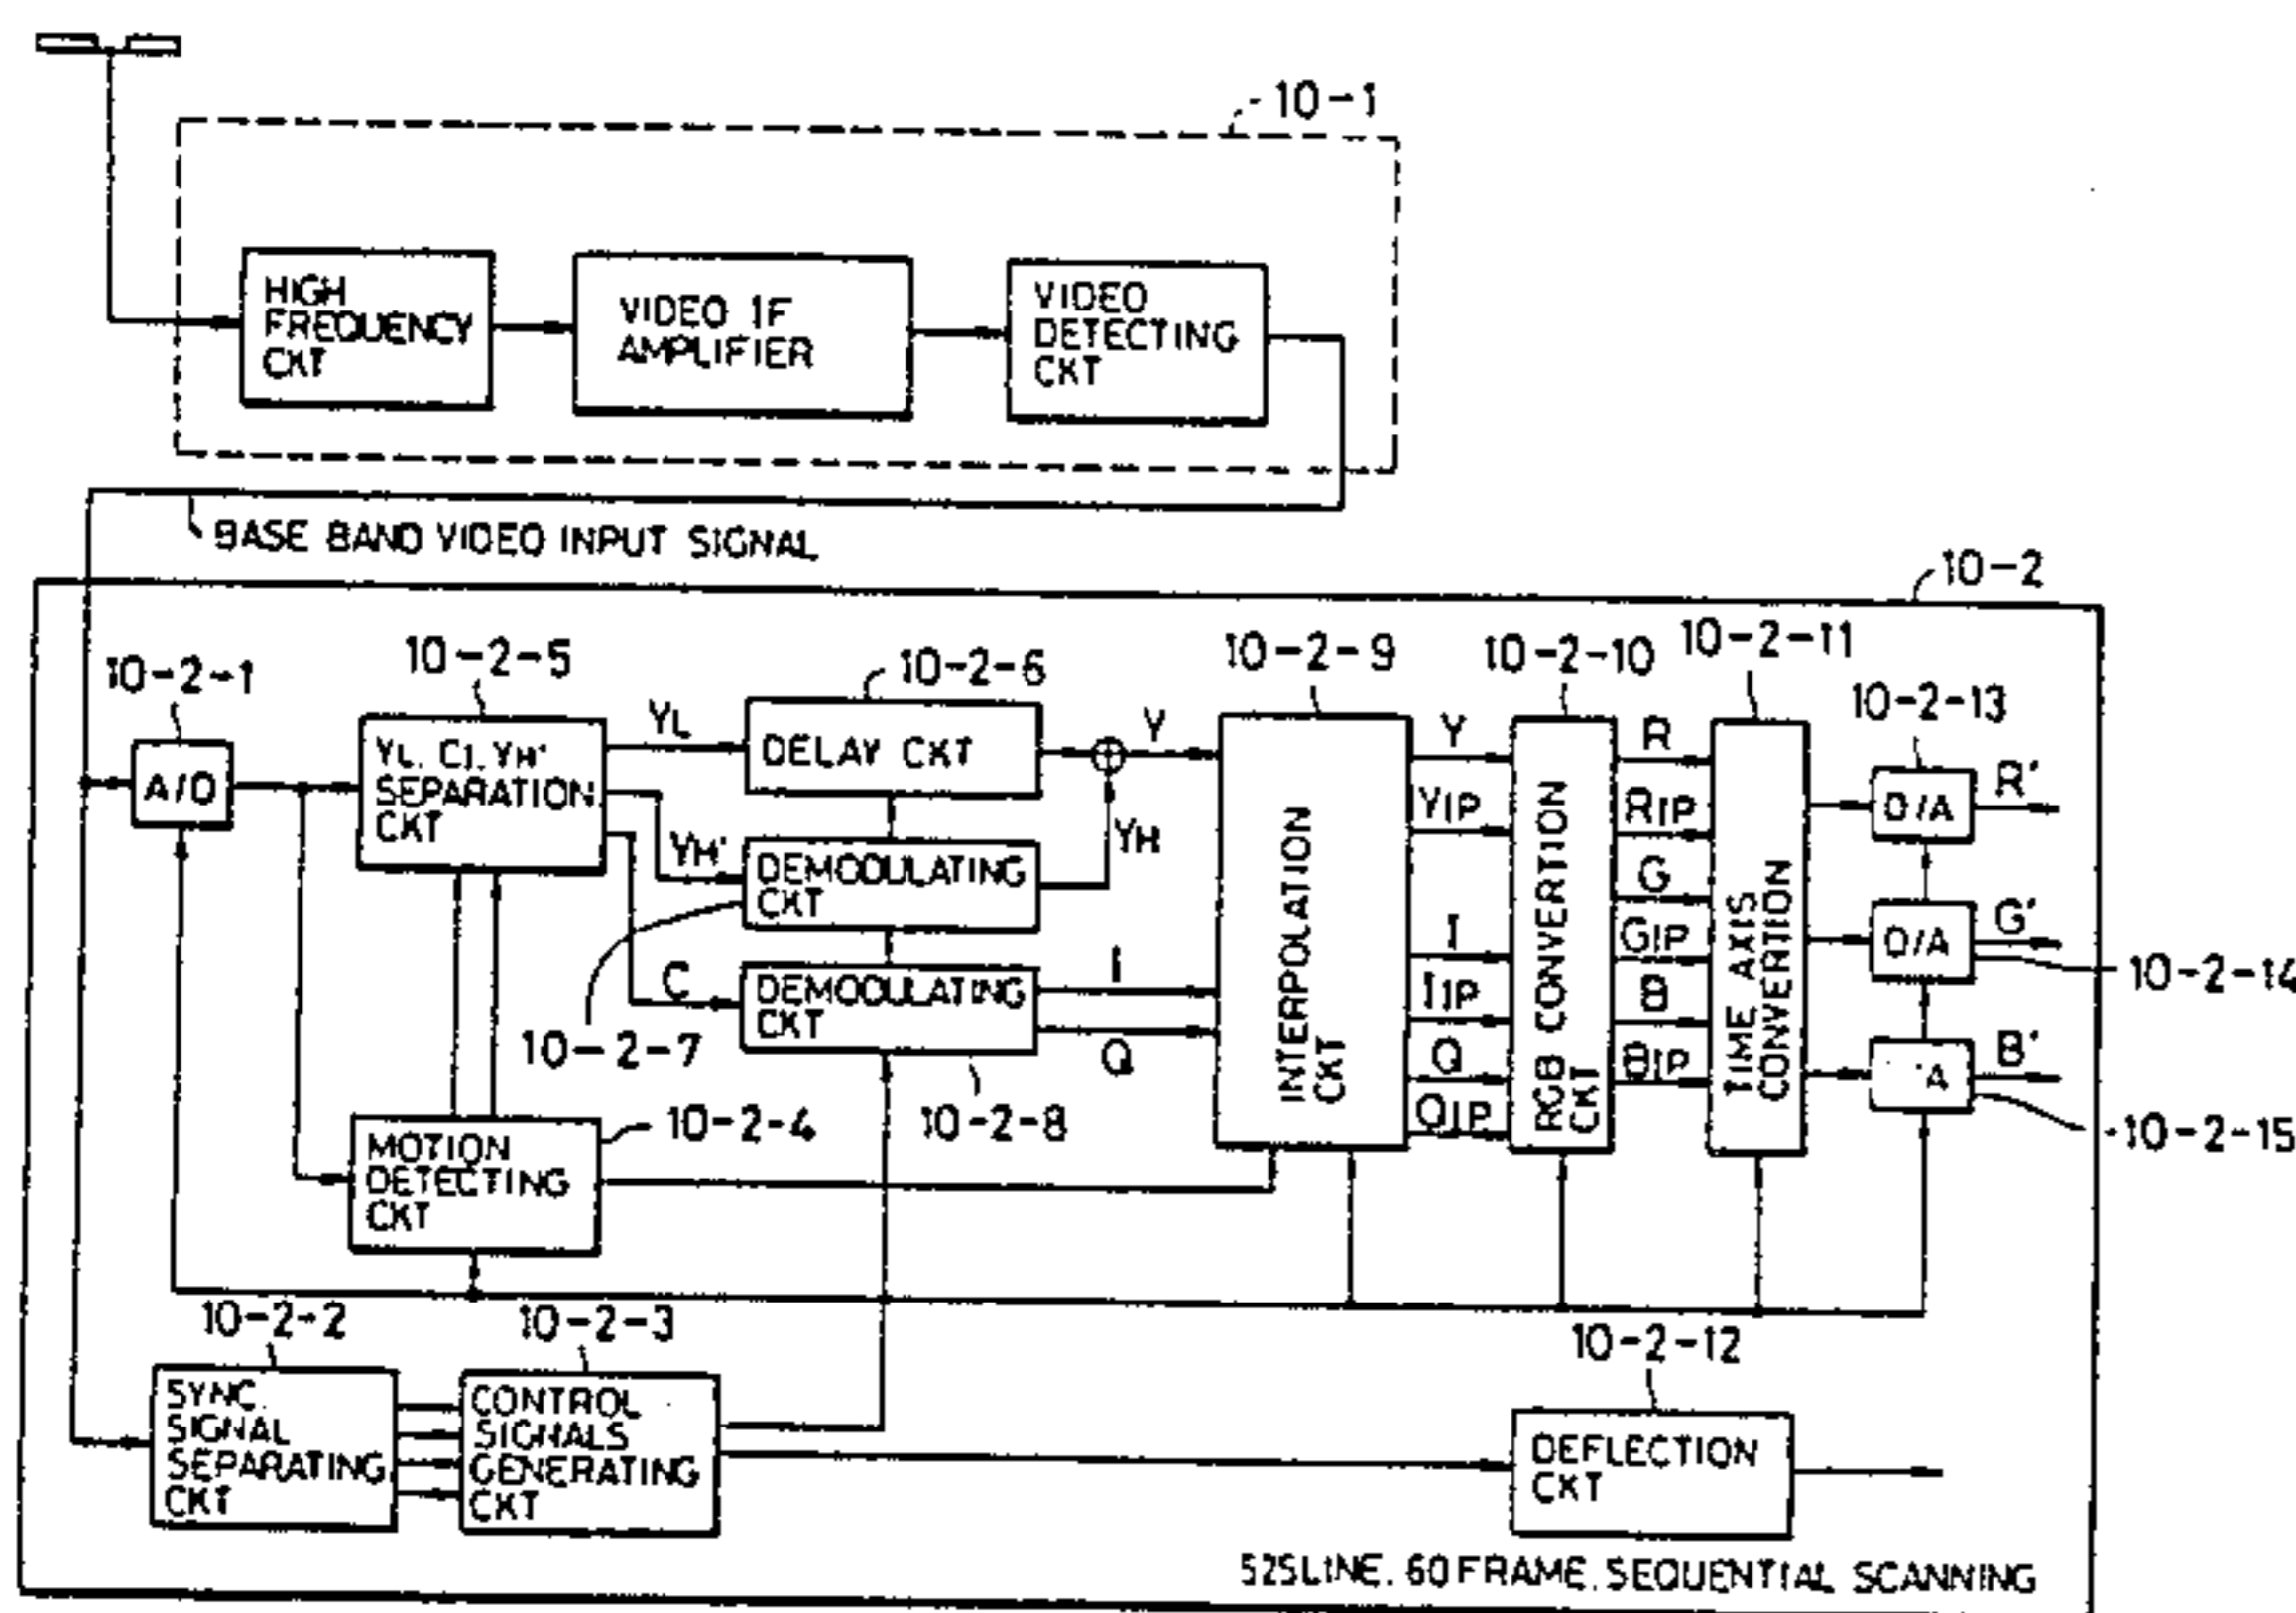 10-1
HIGH
FREQUENCY
CKT
VIDEO IF
AMPLIFIER
VIDEO
DETECTING
CKT
BASE BAND VIDEO INPUT SIGNAL
10-2
10-2-1
10-2-5
10-2-6
10-2-9
10-2-10
10-2-11
10-2-13
A/D
YL, CI, YH'
SEPARATION
CKT
YL
DELAY CKT
Y
YH'
DEMODULATING
CKT
YH
C
DEMODULATING
CKT
I
Q
10-2-7
10-2-8
INTERPOLATION
CKT
Y
YIP
I
IIP
Q
QIP
RGB CONVERTION
CKT
R
RIP
G
GIP
B
BIP
TIME AXIS
CONVERTION
D/A
R'
D/A
G'
10-2-14
A
B'
10-2-15
MOTION
DETECTING
CKT
10-2-4
10-2-2
10-2-3
10-2-12
SYNC.
SIGNAL
SEPARATING
CKT
CONTROL
SIGNALS
GENERATING
CKT
DEFLECTION
CKT
525LINE. 60 FRAME. SEQUENTIAL SCANNING